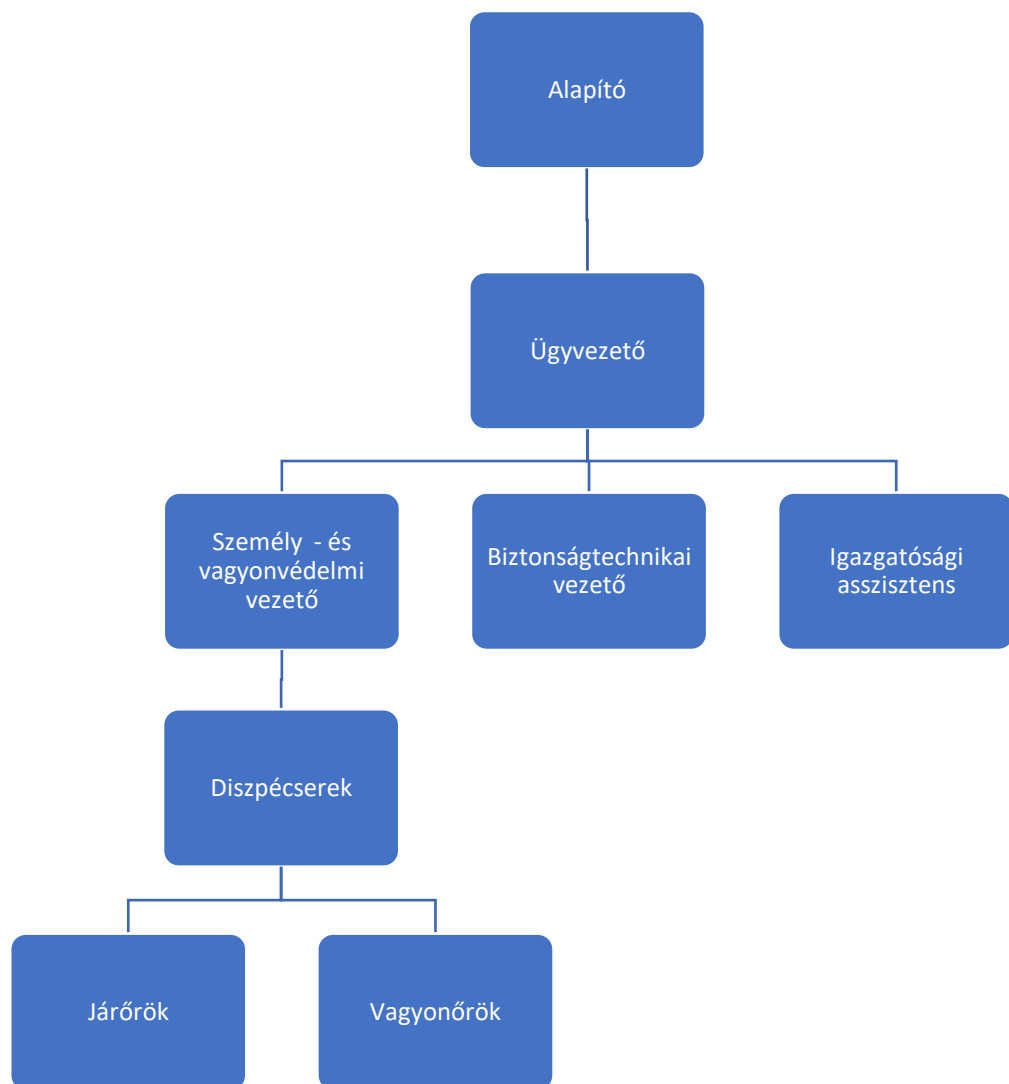 Alapító
Ügyvezető
Személy - és
vagyonvédelmi
vezető
Biztonságtechnikai
vezető
Igazgatósági
asszisztens
Diszpécserek
Járőrök
Vagyonőrök